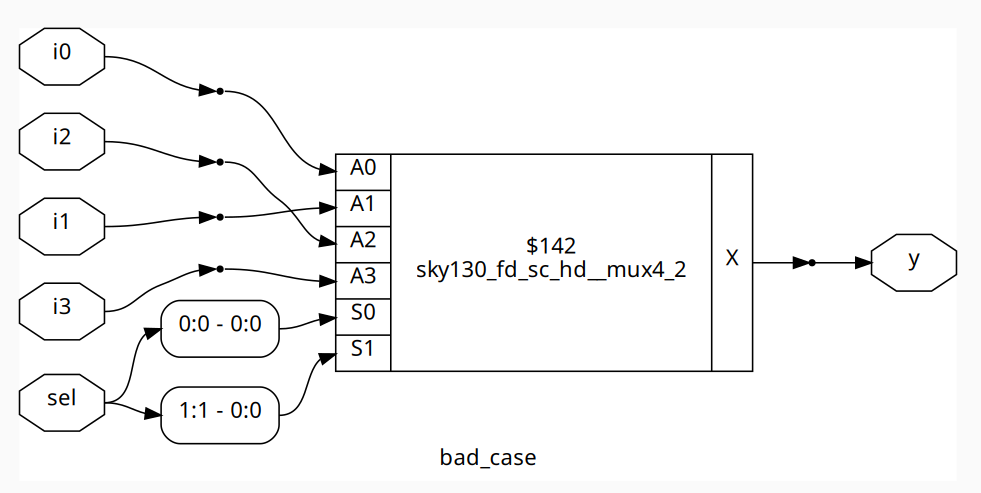 i0
i2
i1
i3
sel
0:0 - 0:0
1:1 - 0:0
A0
A1
A2
A3
S0
S1
$142
sky130_fd_sc_hd__mux4_2
X
y
bad_case